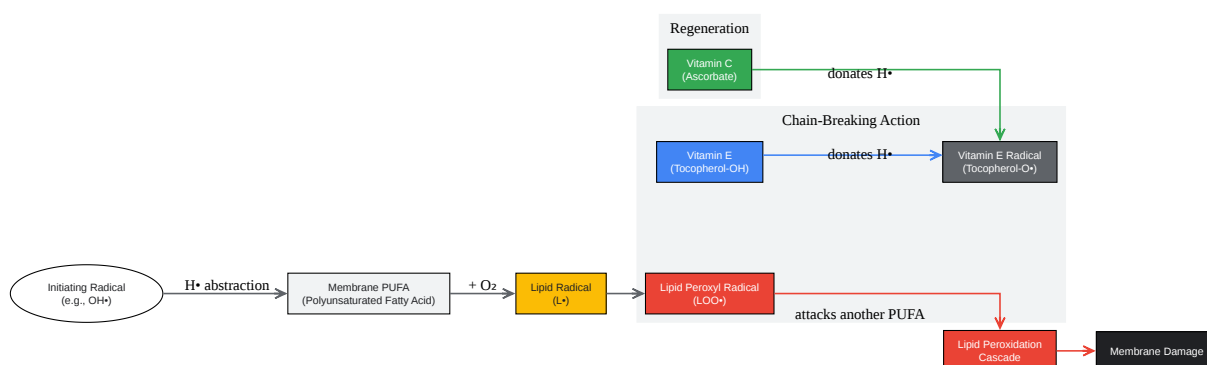 Regeneration
Vitamin C
(Ascorbate)
donates H•
Chain-Breaking Action
Vitamin E
(Tocopherol-OH)
donates H•
Vitamin E Radical
(Tocopherol-O•)
Initiating Radical
(e.g., OH•)
H• abstraction
Membrane PUFA
(Polyunsaturated Fatty Acid)
+ O₂
Lipid Radical
(L•)
Lipid Peroxyl Radical
(LOO•)
attacks another PUFA
Lipid Peroxidation
Cascade
Membrane Damage